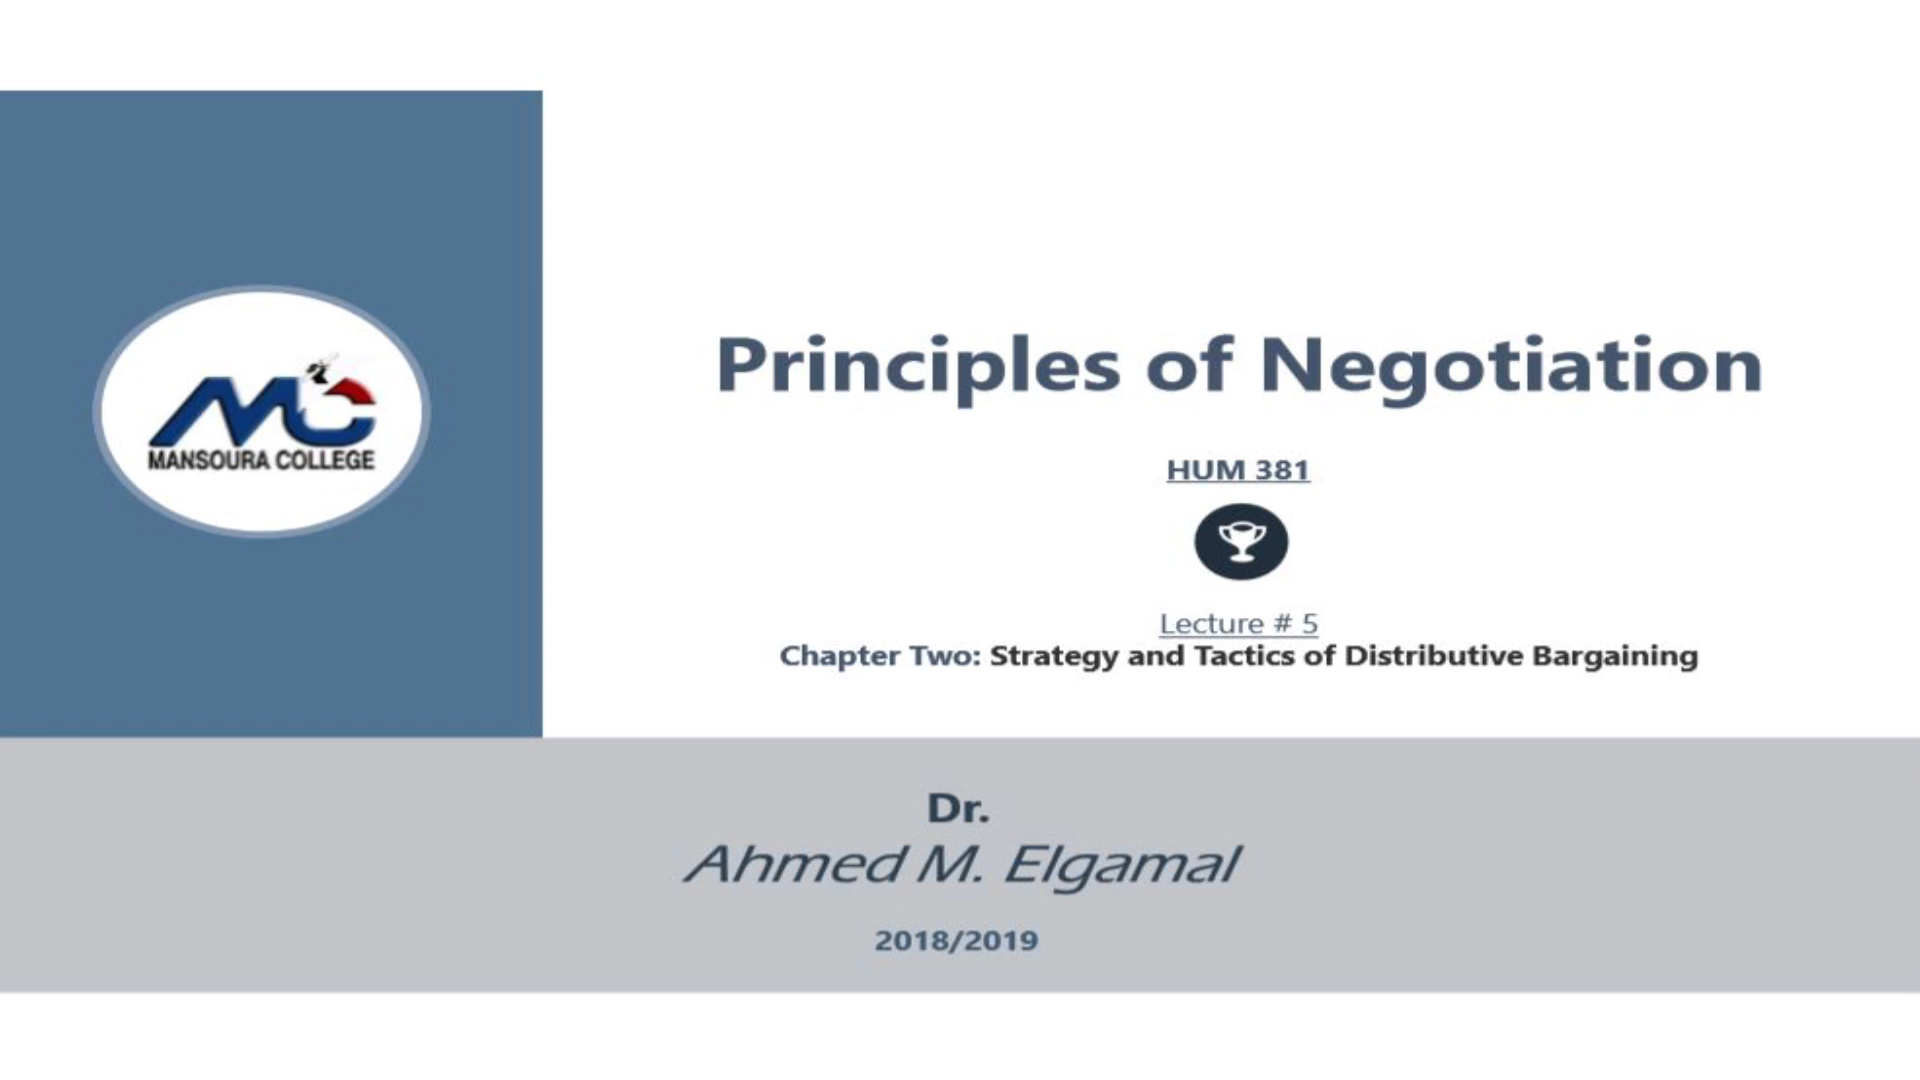 MANSOURA COLLEGE
Principles of Negotiation
HUM 381
Lecture # 5
Chapter Two: Strategy and Tactics of Distributive Bargaining
Dr.
Ahmed M. Elgamal
2018/2019